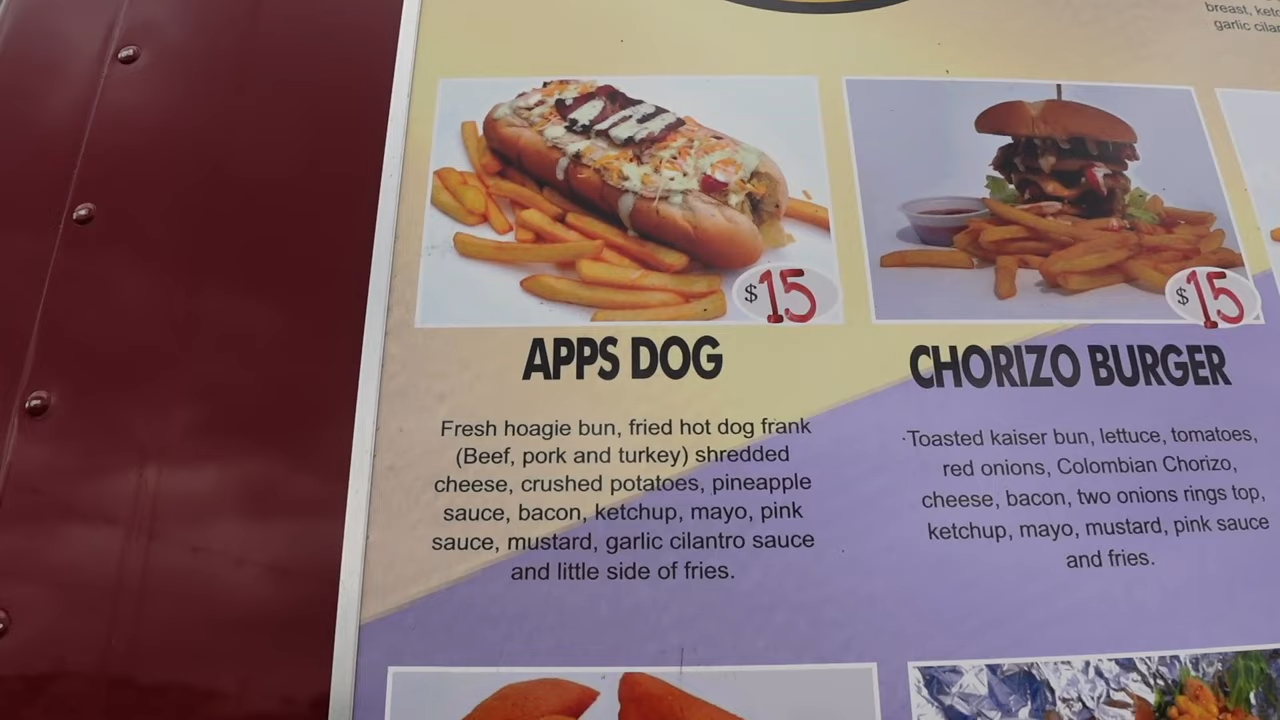 breast,
garlic
$15
$15
APPS DOG
CHORIZO BURGER
Fresh hoagie bun, fried hot dog frank
(Beef, pork and turkey) shredded
cheese, crushed potatoes, pineapple
sauce, bacon, ketchup, mayo, pink
sauce, mustard, garlic cilantro sauce
and little side of fries.
·Toasted kaiser bun, lettuce, tomatoes,
red onions, Colombian Chorizo,
cheese, bacon, two onions rings top,
ketchup, mayo, mustard, pink sauce
and fries.